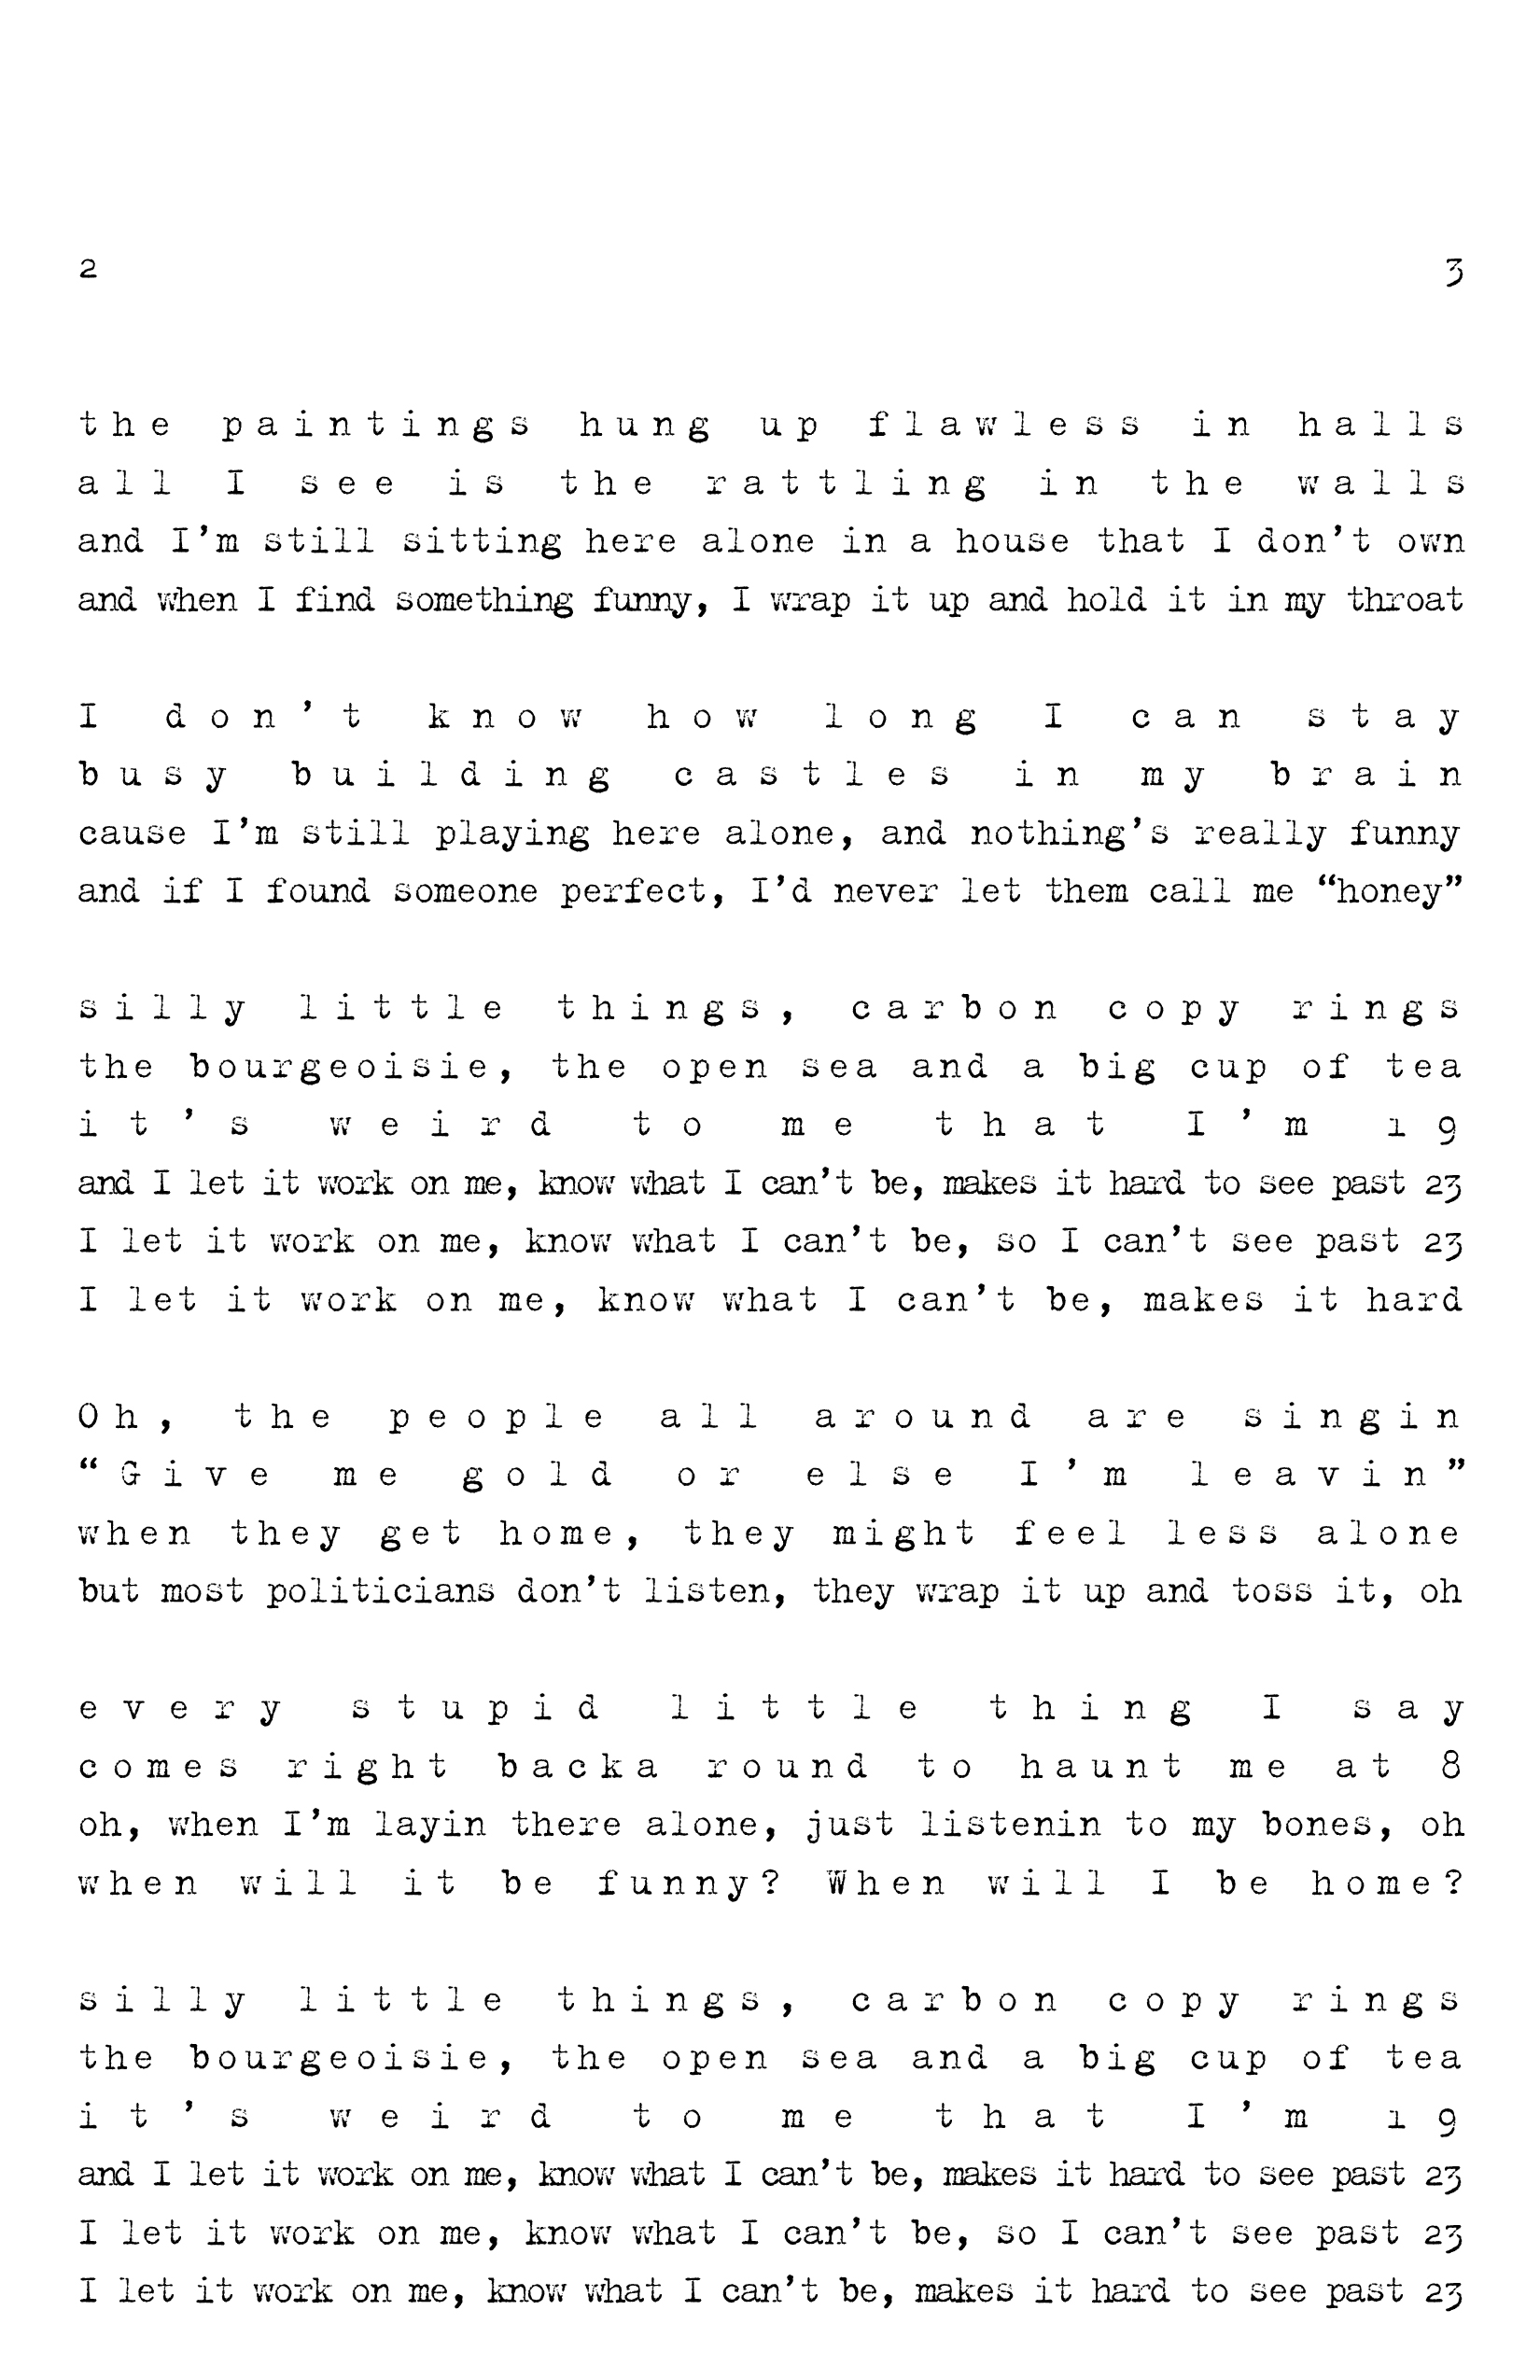 2 3
the paintings hung up flawless in halls
all I see is the rattling in the walls
and I’m still sitting here alone in a house that I don’t own
and when I find something funny, I wrap it up and hold it in my throat
I don’t know how long I can stay
busy building castles in my brain
cause I’m still playing here alone, and nothing’s really funny
and if I found someone perfect, I’d never let them call me “honey”
silly little things, carbon copy rings
the bourgeoisie, the open sea and a big cup of tea
it’s weird to me that I’m 19
and I let it work on me, know what I can’t be, makes it hard to see past 23
I let it work on me, know what I can’t be, so I can’t see past 23
I let it work on me, know what I can’t be, makes it hard
Oh, the people all around are singin
“Give me gold or else I’m leavin”
when they get home, they might feel less alone
but most politicians don’t listen, they wrap it up and toss it, oh
every stupid little thing I say
comes right backa round to haunt me at 8
oh, when I’m layin there alone, just listenin to my bones, oh
when will it be funny? When will I be home?
silly little things, carbon copy rings
the bourgeoisie, the open sea and a big cup of tea
it’s weird to me that I’m 19
and I let it work on me, know what I can’t be, makes it hard to see past 23
I let it work on me, know what I can’t be, so I can’t see past 23
I let it work on me, know what I can’t be, makes it hard to see past 23